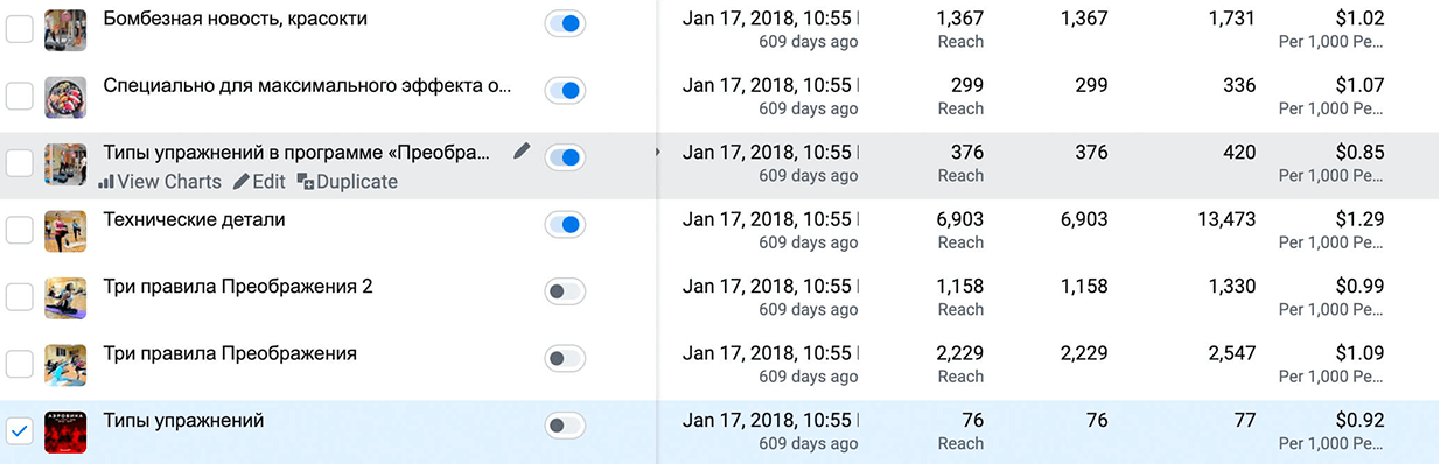 Бомбезная новость, красокти Jan 17, 2018, 10:55 1,367 1,367 1,731 $1.02
609 days ago Reach Per 1,000 Pe...
Специально для максимального эффекта о... Jan 17, 2018, 10:55 299 299 336 $1.07
609 days ago Reach Per 1,000 Pe...
Типы упражнений в программе «Преобра... Jan 17, 2018, 10:55 376 376 420 $0.85
View Charts Edit Duplicate 609 days ago Reach Per 1,000 Pe...
Технические детали Jan 17, 2018, 10:55 6,903 6,903 13,473 $1.29
609 days ago Reach Per 1,000 Pe...
Три правила Преображения 2 Jan 17, 2018, 10:55 1,158 1,158 1,330 $0.99
609 days ago Reach Per 1,000 Pe...
Три правила Преображения Jan 17, 2018, 10:55 2,229 2,229 2,547 $1.09
609 days ago Reach Per 1,000 Pe...
АЭРОБИКА
Типы упражнений Jan 17, 2018, 10:55 76 76 77 $0.92
609 days ago Reach Per 1,000 Pe...